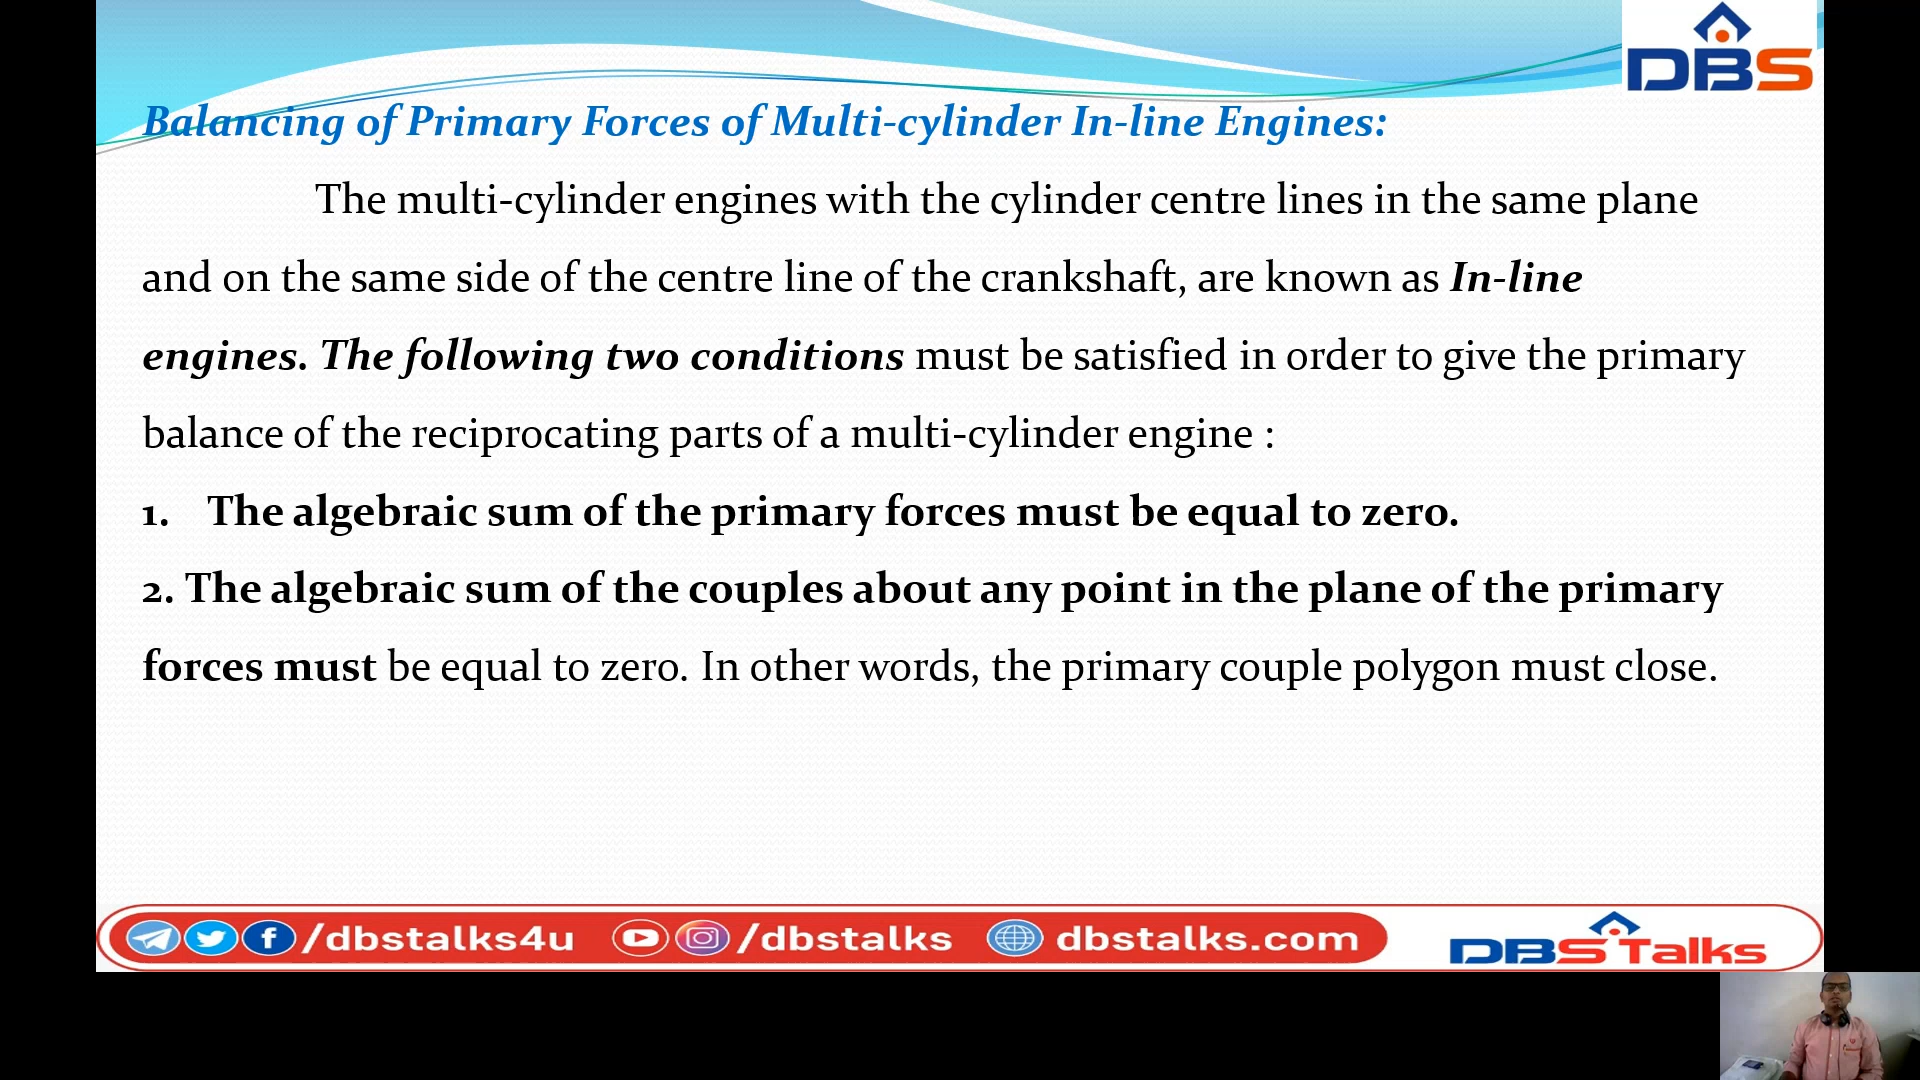 DBS
Balancing of Primary Forces of Multi-cylinder In-line Engines:
The multi-cylinder engines with the cylinder centre lines in the same plane
and on the same side of the centre line of the crankshaft, are known as In-line
engines. The following two conditions must be satisfied in order to give the primary
balance of the reciprocating parts of a multi-cylinder engine :
1. The algebraic sum of the primary forces must be equal to zero.
2. The algebraic sum of the couples about any point in the plane of the primary
forces must be equal to zero. In other words, the primary couple polygon must close.
/dbstalks4u /dbstalks dbstalks.com DBS Talks